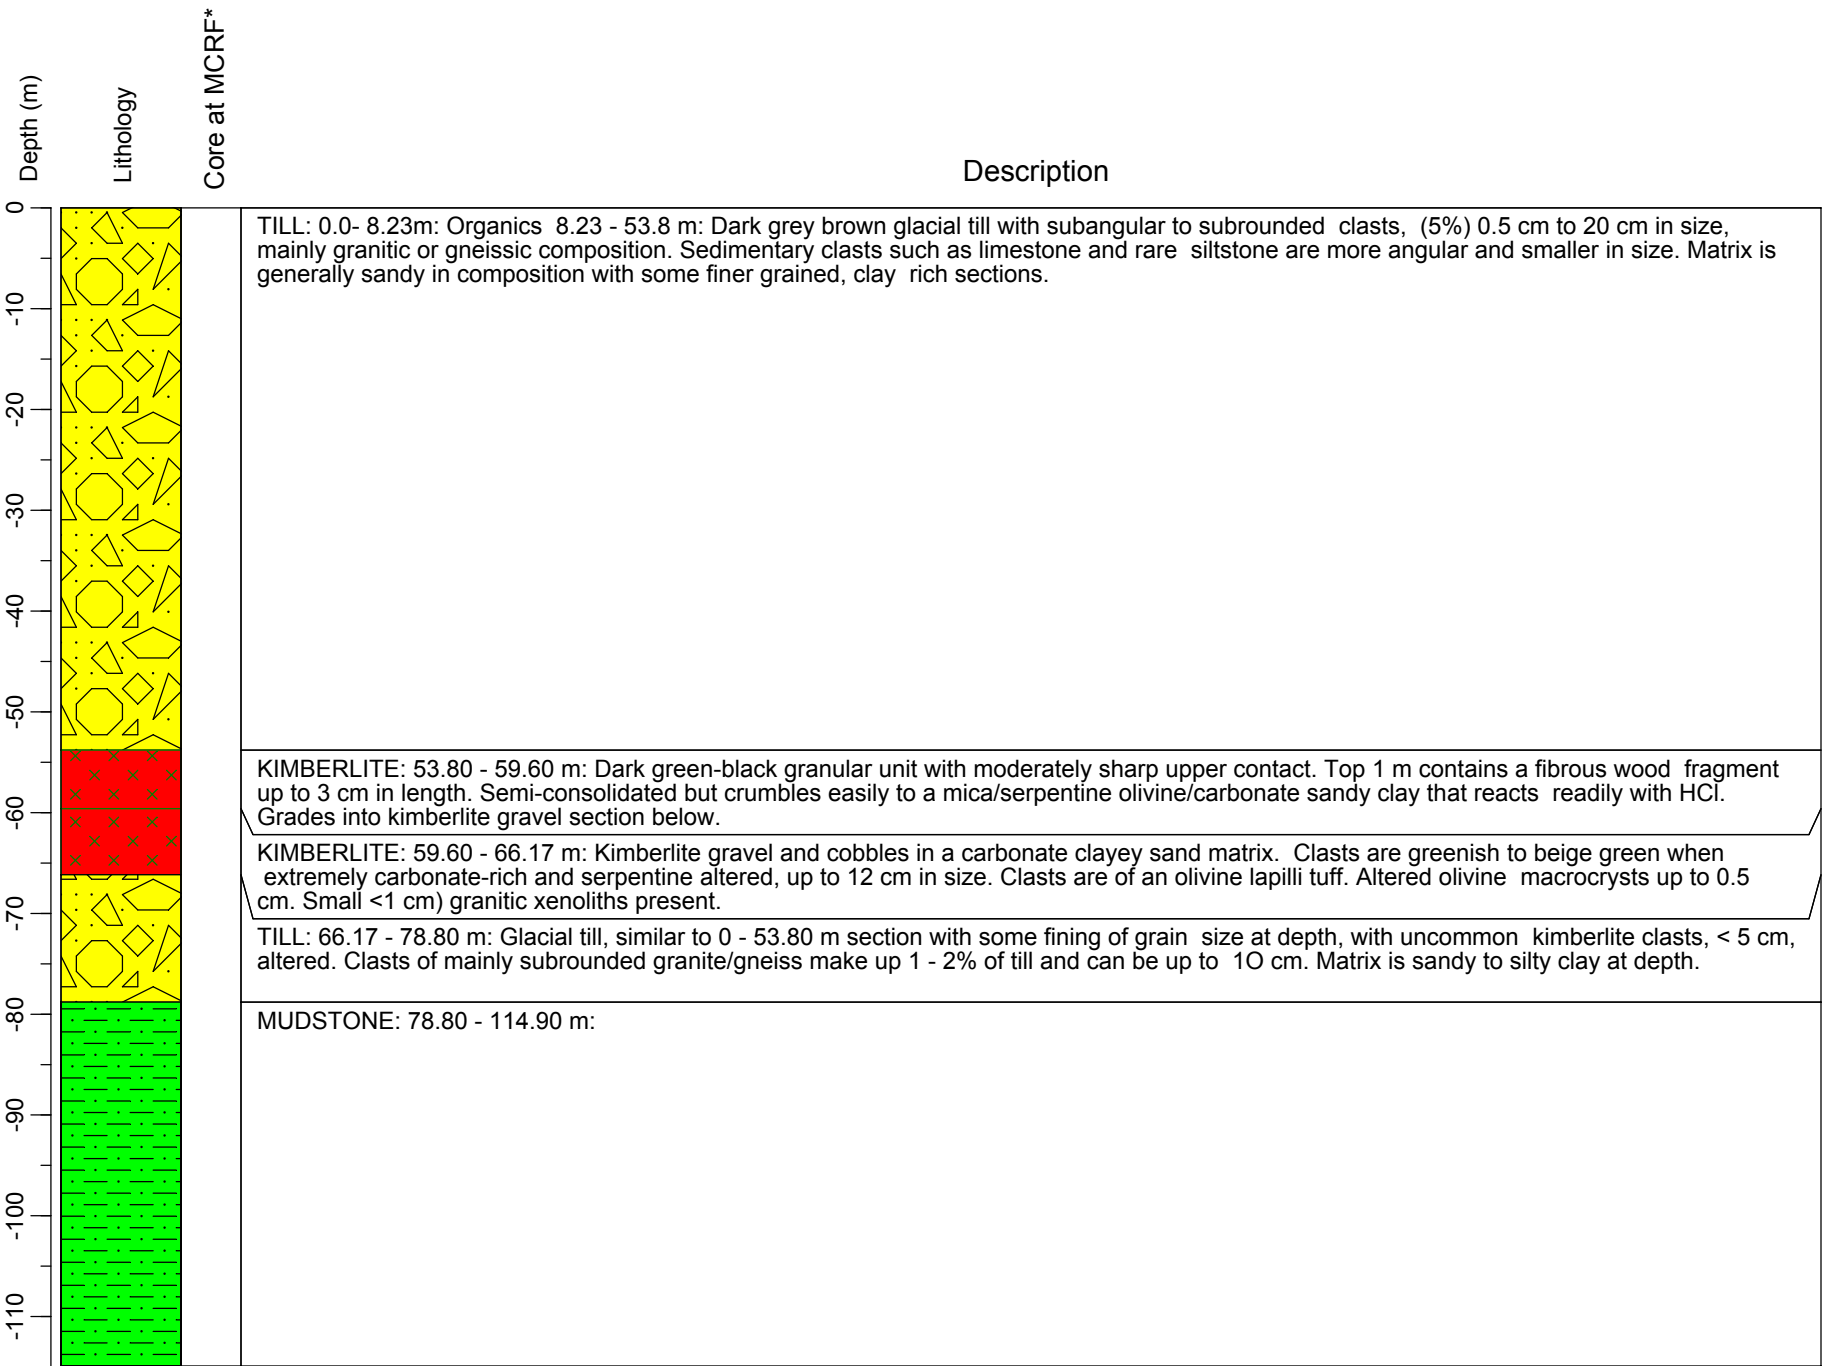 Depth (m)
Lithology
Core at MCRF*
Description
0
TILL: 0.0- 8.23m: Organics 8.23 - 53.8 m: Dark grey brown glacial till with subangular to subrounded clasts, (5%) 0.5 cm to 20 cm in size,
mainly granitic or gneissic composition. Sedimentary clasts such as limestone and rare siltstone are more angular and smaller in size. Matrix is
generally sandy in composition with some finer grained, clay rich sections.
-10
-20
-30
-40
-50
KIMBERLITE: 53.80 - 59.60 m: Dark green-black granular unit with moderately sharp upper contact. Top 1 m contains a fibrous wood fragment
up to 3 cm in length. Semi-consolidated but crumbles easily to a mica/serpentine olivine/carbonate sandy clay that reacts readily with HCl.
Grades into kimberlite gravel section below.
-60
KIMBERLITE: 59.60 - 66.17 m: Kimberlite gravel and cobbles in a carbonate clayey sand matrix. Clasts are greenish to beige green when
extremely carbonate-rich and serpentine altered, up to 12 cm in size. Clasts are of an olivine lapilli tuff. Altered olivine macrocrysts up to 0.5
cm. Small <1 cm) granitic xenoliths present.
-70
TILL: 66.17 - 78.80 m: Glacial till, similar to 0 - 53.80 m section with some fining of grain size at depth, with uncommon kimberlite clasts, < 5 cm,
altered. Clasts of mainly subrounded granite/gneiss make up 1 - 2% of till and can be up to 1O cm. Matrix is sandy to silty clay at depth.
-80
MUDSTONE: 78.80 - 114.90 m:
-90
-100
-110